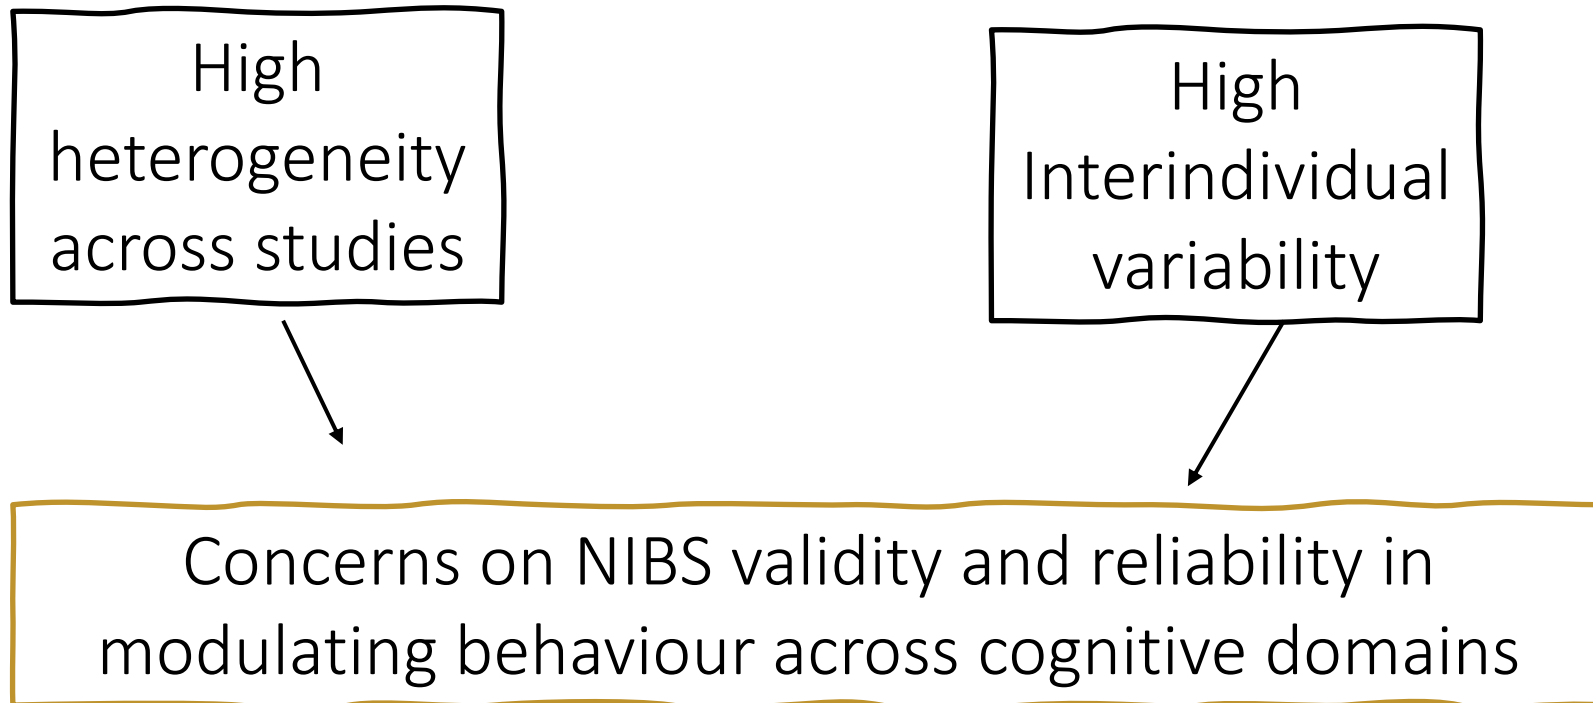 High
heterogeneity
across studies
High
Interindividual
variability
Concerns on NIBS validity and reliability in
modulating behaviour across cognitive domains